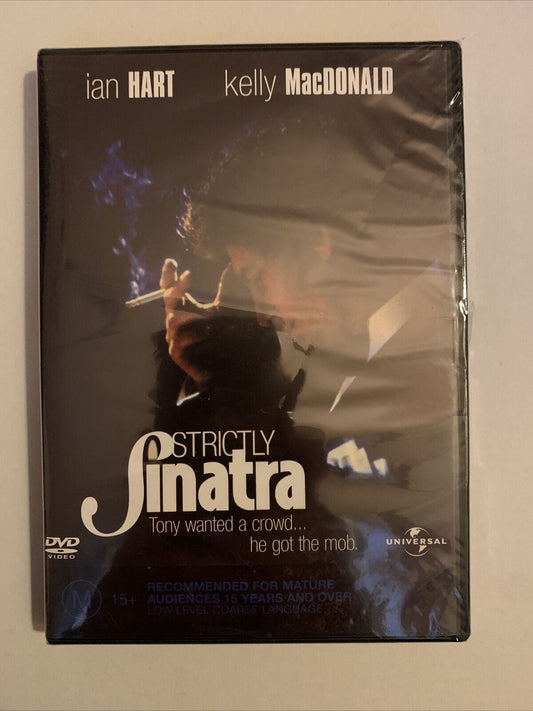 ian HART kelly MacDONALD
STRICTLY
Sinatra
Tony wanted a crowd...
he got the mob.
DVD
VIDEO
UNIVERSAL
M 15+ RECOMMENDED FOR MATURE
AUDIENCES 15 YEARS AND OVER
LOW LEVEL COARSE LANGUAGE